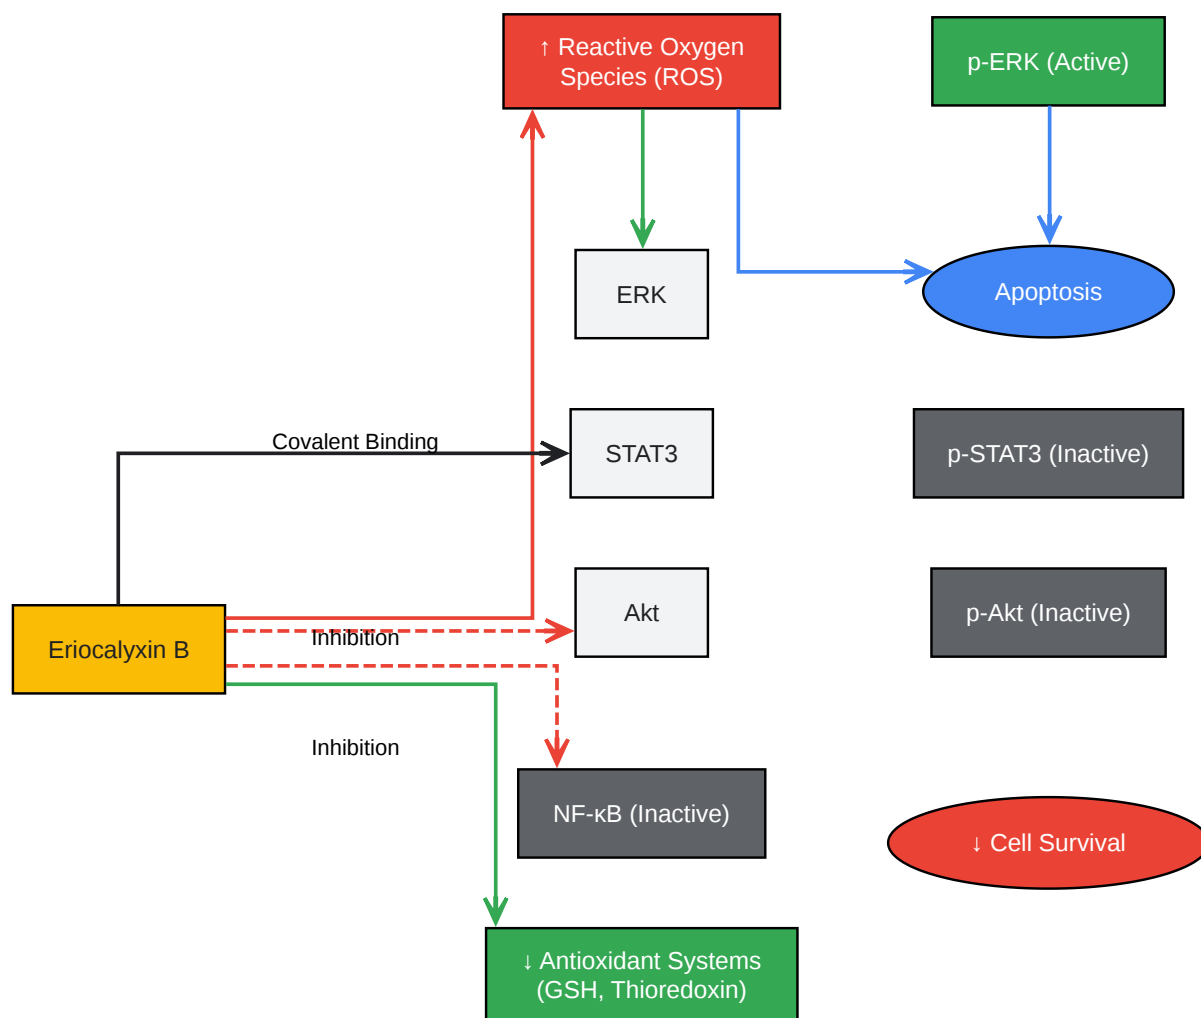 ↑ Reactive Oxygen
Species (ROS)
p-ERK (Active)
ERK
Apoptosis
Covalent Binding
STAT3
p-STAT3 (Inactive)
Eriocalyxin B
Inhibition
Akt
p-Akt (Inactive)
Inhibition
NF-κB (Inactive)
↓ Cell Survival
↓ Antioxidant Systems
(GSH, Thioredoxin)